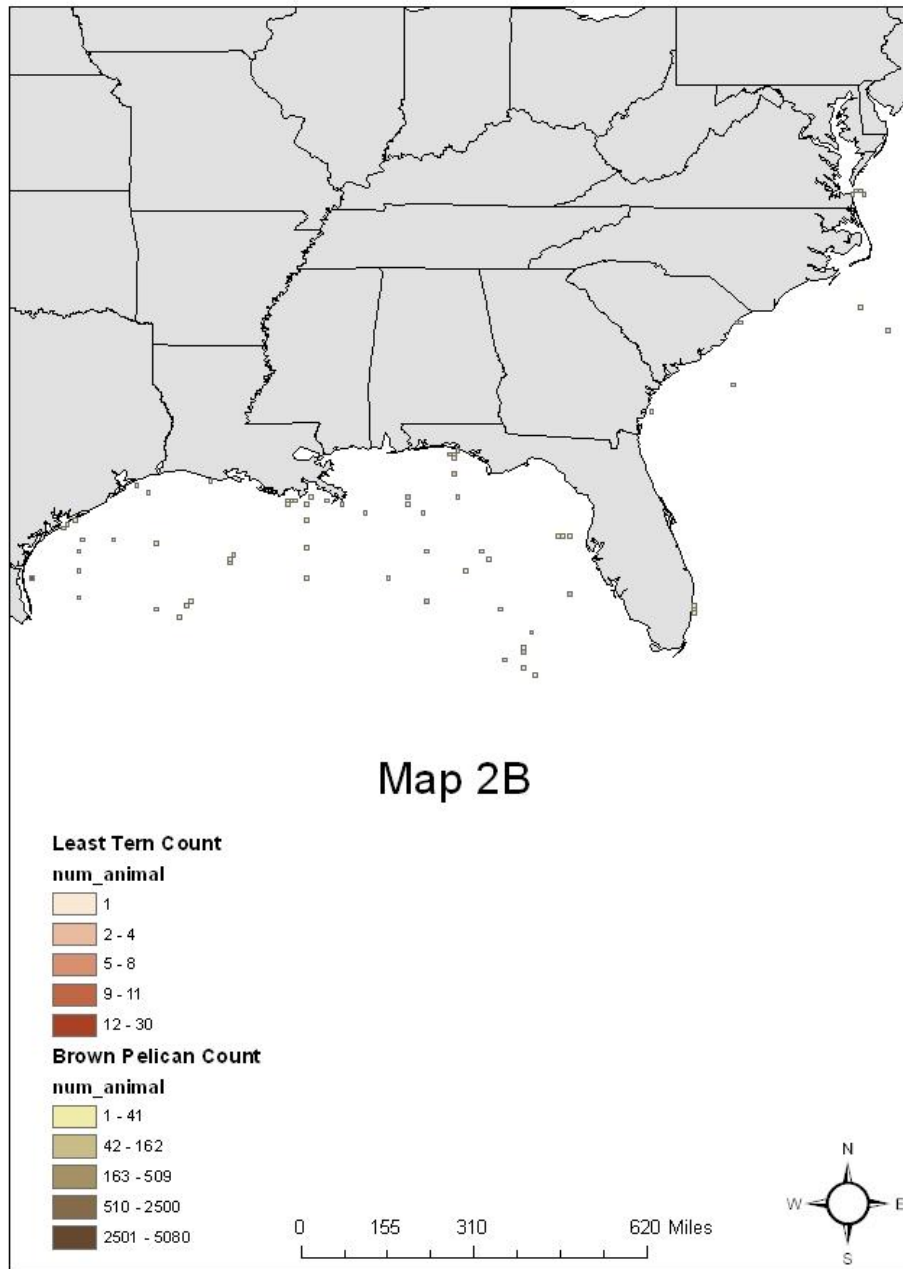 Map 2B
Least Tern Count
num_animal
1
2 - 4
5 - 8
9 - 11
12 - 30
Brown Pelican Count
num_animal
1 - 41
42 - 162
163 - 509
510 - 2500
2501 - 5080
0 155 310 620 Miles
N
W E
S